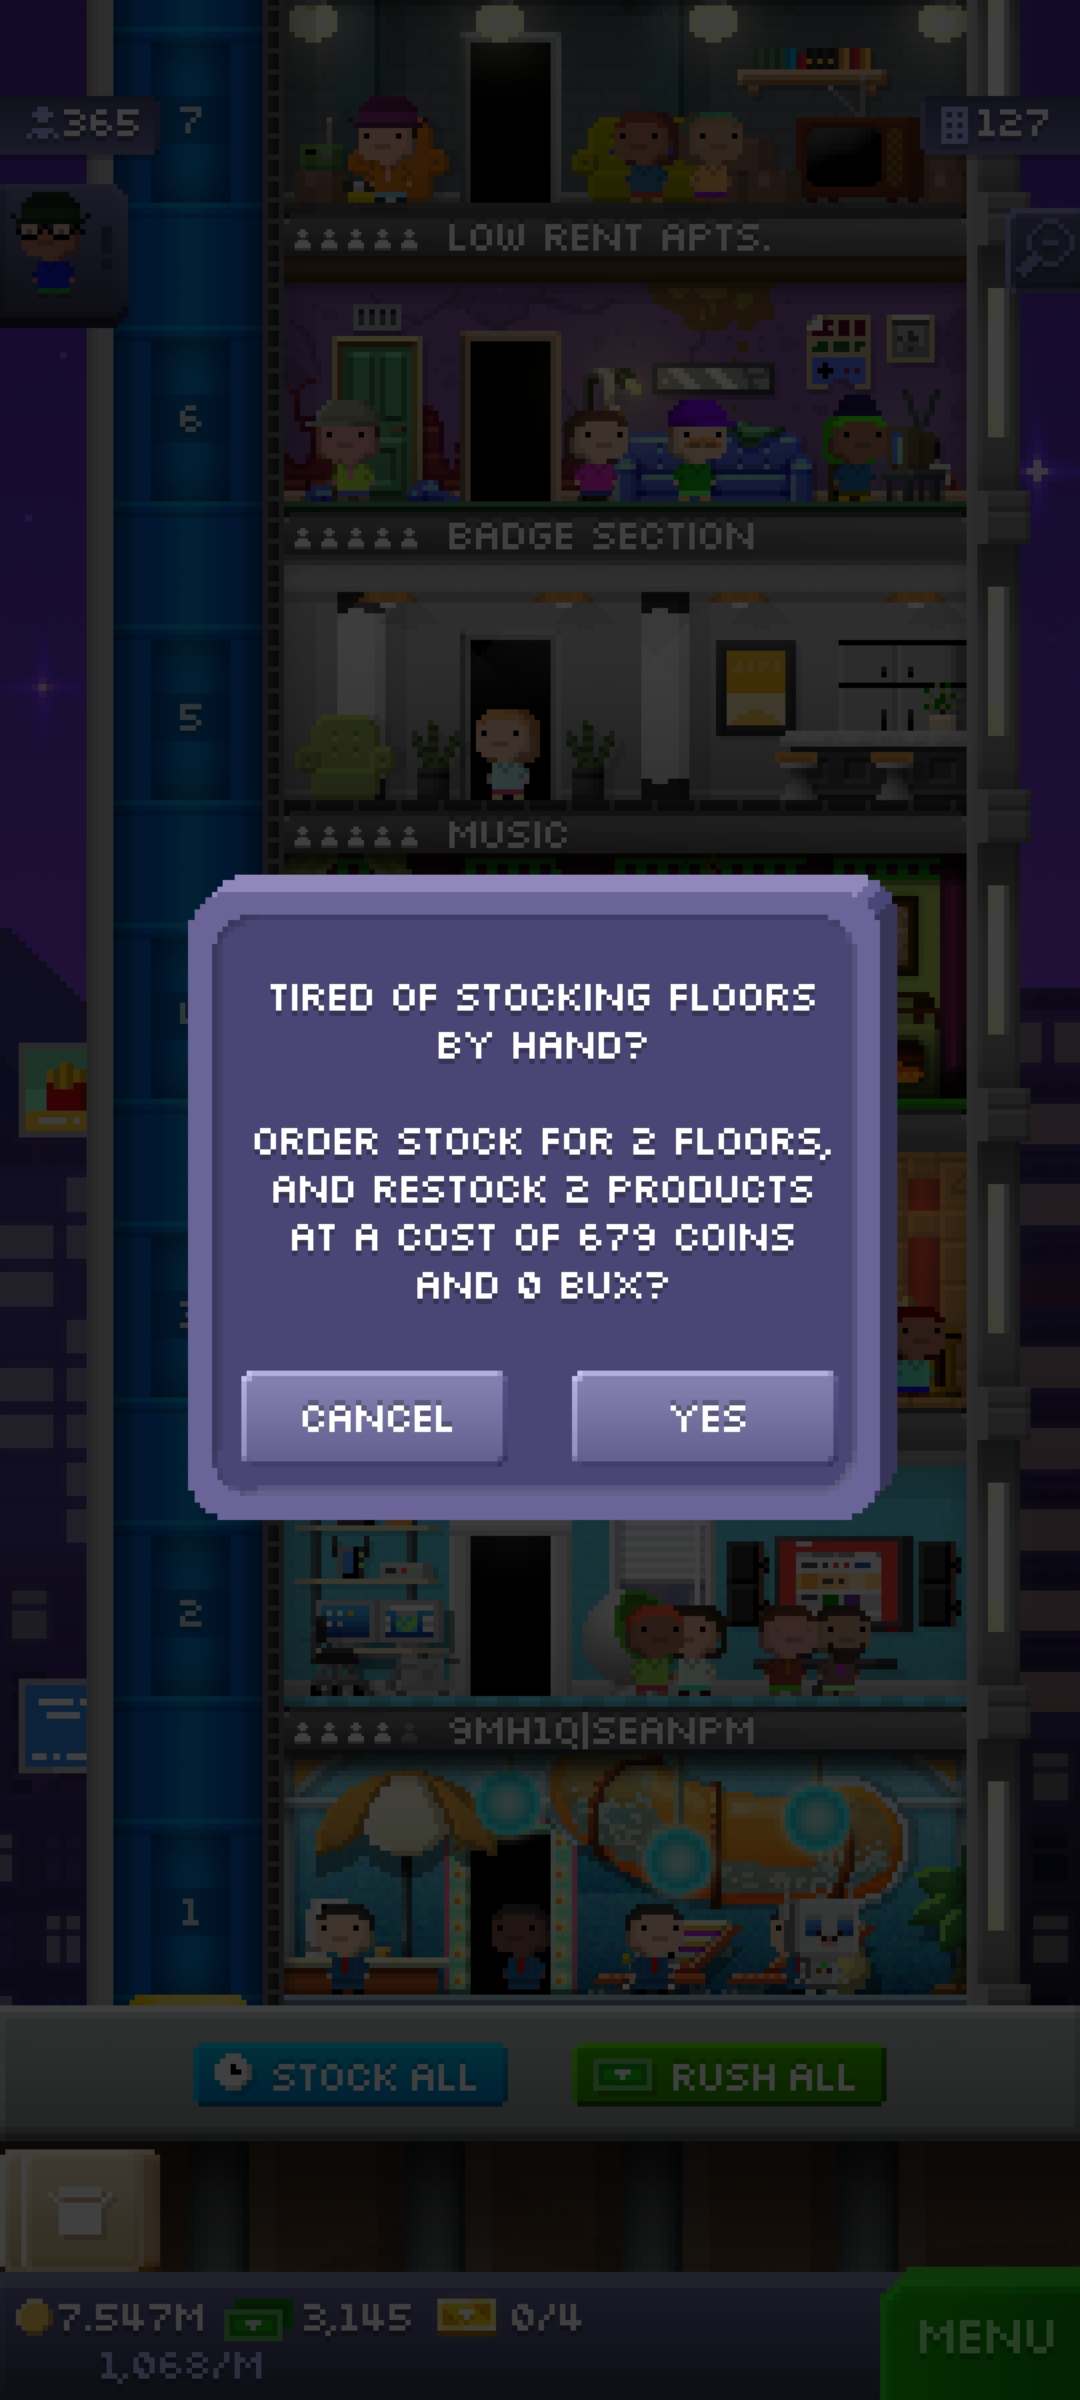 365
7
127
LOW RENT APTS.
6
BADGE SECTION
5
MUSIC
TIRED OF STOCKING FLOORS
BY HAND?
ORDER STOCK FOR 2 FLOORS,
AND RESTOCK 2 PRODUCTS
AT A COST OF 679 COINS
AND 0 BUX?
CANCEL
YES
2
9MH1Q|SEANPM
1
STOCK ALL
RUSH ALL
7.547M
3,145
0/4
1,068/M
MENU